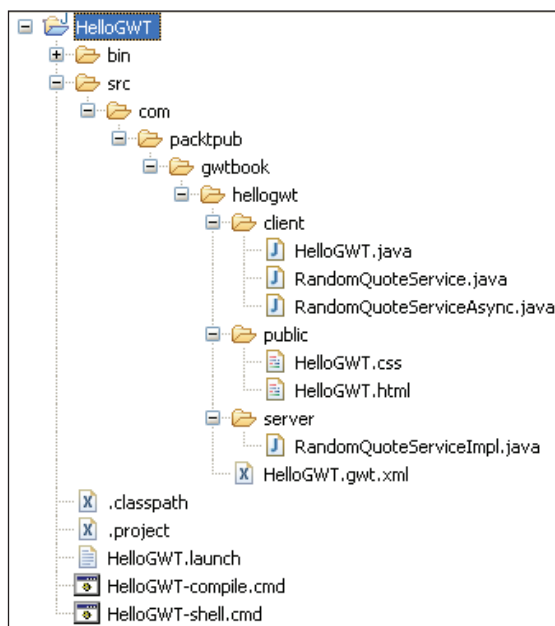 HelloGWT
bin
src
com
packtpub
gwtbook
hellogwt
client
HelloGWT.java
RandomQuoteService.java
RandomQuoteServiceAsync.java
public
HelloGWT.css
HelloGWT.html
server
RandomQuoteServiceImpl.java
HelloGWT.gwt.xml
.classpath
.project
HelloGWT.launch
HelloGWT-compile.cmd
HelloGWT-shell.cmd